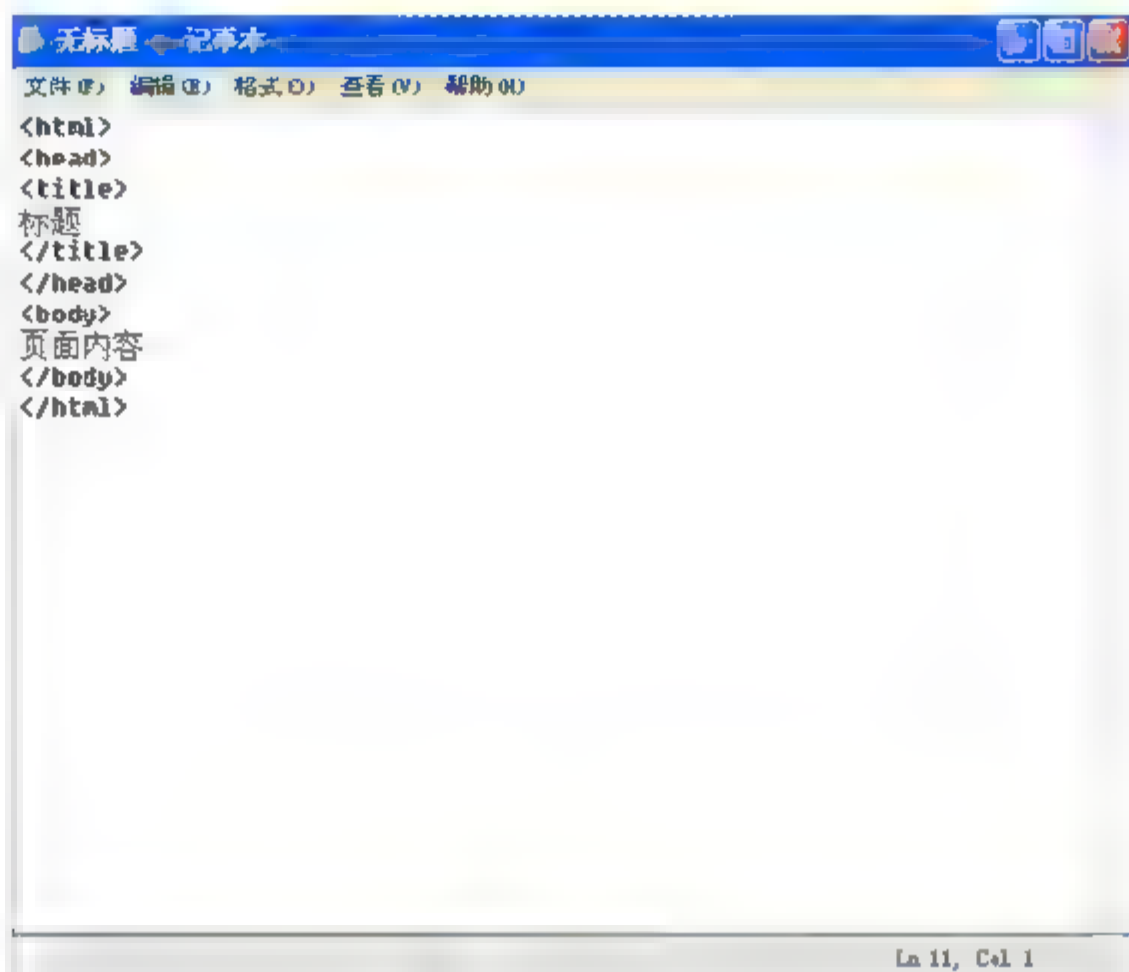 无标题 - 记事本
文件(F) 编辑(E) 格式(O) 查看(V) 帮助(H)
<html>
<head>
<title>
标题
</title>
</head>
<body>
页面内容
</body>
</html>
Ln 11, Col 1